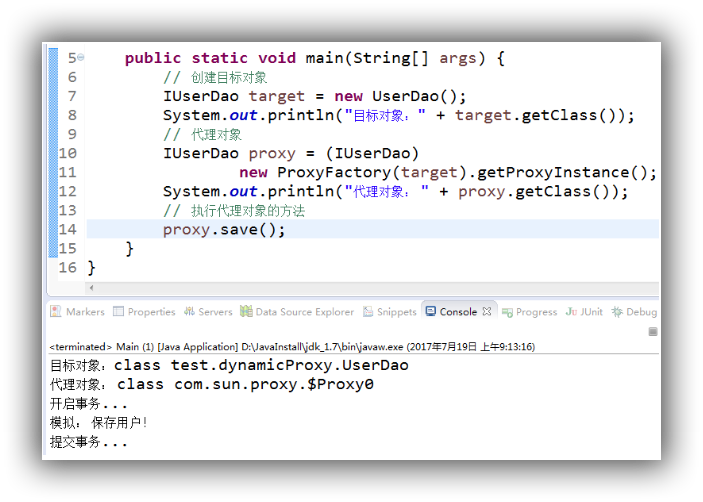 5 public static void main(String[] args) {
6 // 创建目标对象
7 IUserDao target = new UserDao();
8 System.out.println("目标对象：" + target.getClass());
9 // 代理对象
10 IUserDao proxy = (IUserDao)
11 new ProxyFactory(target).getProxyInstance();
12 System.out.println("代理对象：" + proxy.getClass());
13 // 执行代理对象的方法
14 proxy.save();
15 }
16 }
Markers Properties Servers Data Source Explorer Snippets Console Progress JUnit Debug
<terminated> Main (1) [Java Application] D:\JavaInstall\jdk_1.7\bin\javaw.exe (2017年7月19日 上午9:13:16)
目标对象：class test.dynamicProxy.UserDao
代理对象：class com.sun.proxy.$Proxy0
开启事务...
模拟：保存用户！
提交事务...